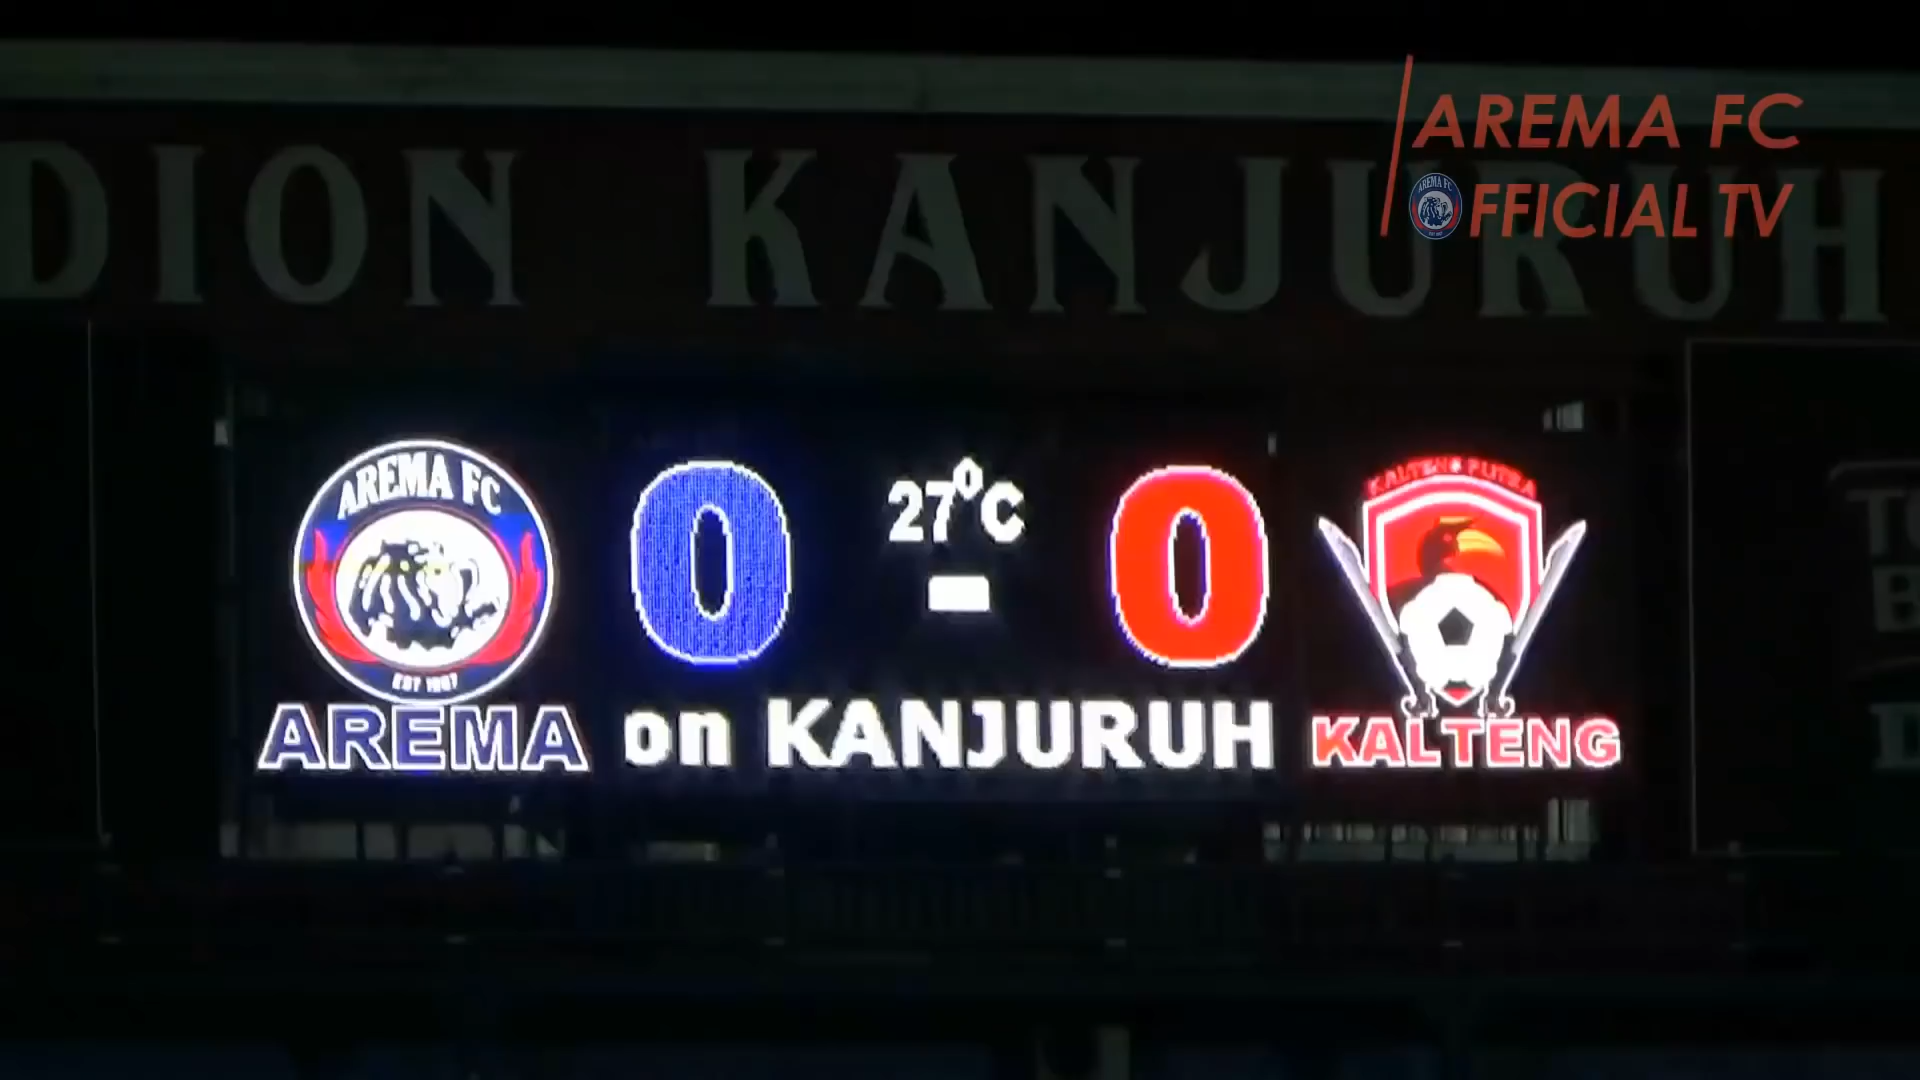 AREMA FC
OFFICIAL TV
DION KANJURUH
AREMA FC
EST 1987
AREMA
0
27°C
-
0
on KANJURUH
KALTENG PUTRA
KALTENG